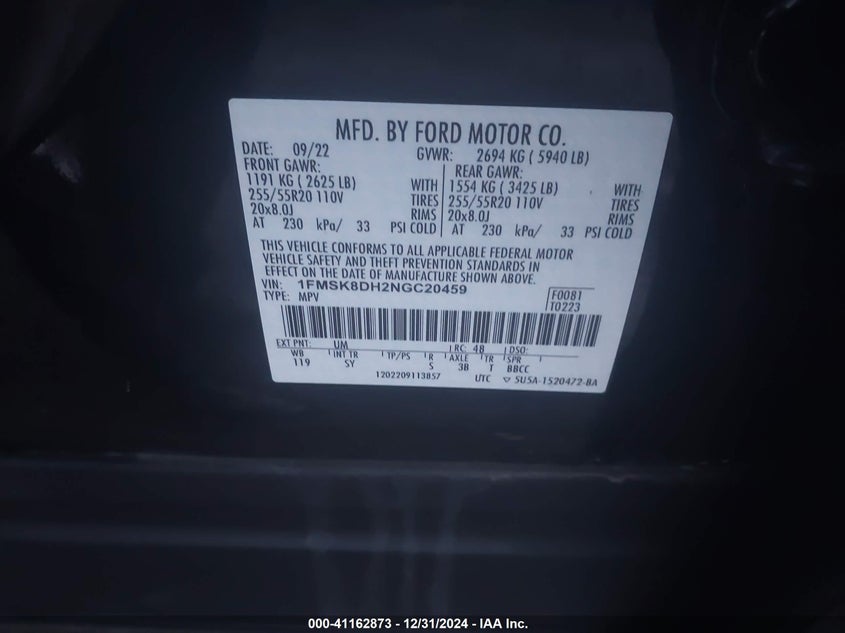 MFD. BY FORD MOTOR CO.
DATE: 09/22 GVWR: 2694 KG ( 5940 LB)
FRONT GAWR: REAR GAWR:
1191 KG ( 2625 LB) WITH 1554 KG ( 3425 LB) WITH
255/55R20 110V TIRES 255/55R20 110V TIRES
20x8.0J RIMS 20x8.0J RIMS
AT 230 kPa/ 33 PSI COLD AT 230 kPa/ 33 PSI COLD
THIS VEHICLE CONFORMS TO ALL APPLICABLE FEDERAL MOTOR
VEHICLE SAFETY AND THEFT PREVENTION STANDARDS IN
EFFECT ON THE DATE OF MANUFACTURE SHOWN ABOVE.
VIN: 1FMSK8DH2NGC20459 F0081
TYPE: MPV T0223
EXT PNT: UM RC: 48 DSO:
WB INT TR TP/PS R AXLE TR SPR
119 SY S 3B T BBCC
1202209113857 UTC ▽ 5U5A-1520472-BA
000-41162873 - 12/31/2024 - IAA Inc.